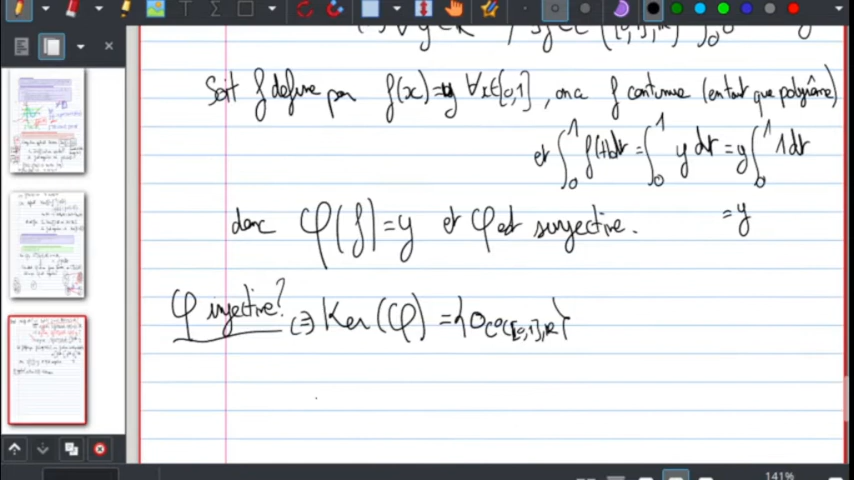 Soit f définie par f(x)=y ∀x∈[0,1], on a f continue (en tant que polynôme)
et ∫₀¹ f(t)dt = ∫₀¹ y dt = y ∫₀¹ 1dt
= y
donc φ(f)=y et φ est surjective.
φ injective? ⇔ Ker(φ) = {0_{C⁰([0,1],R)}}
141%